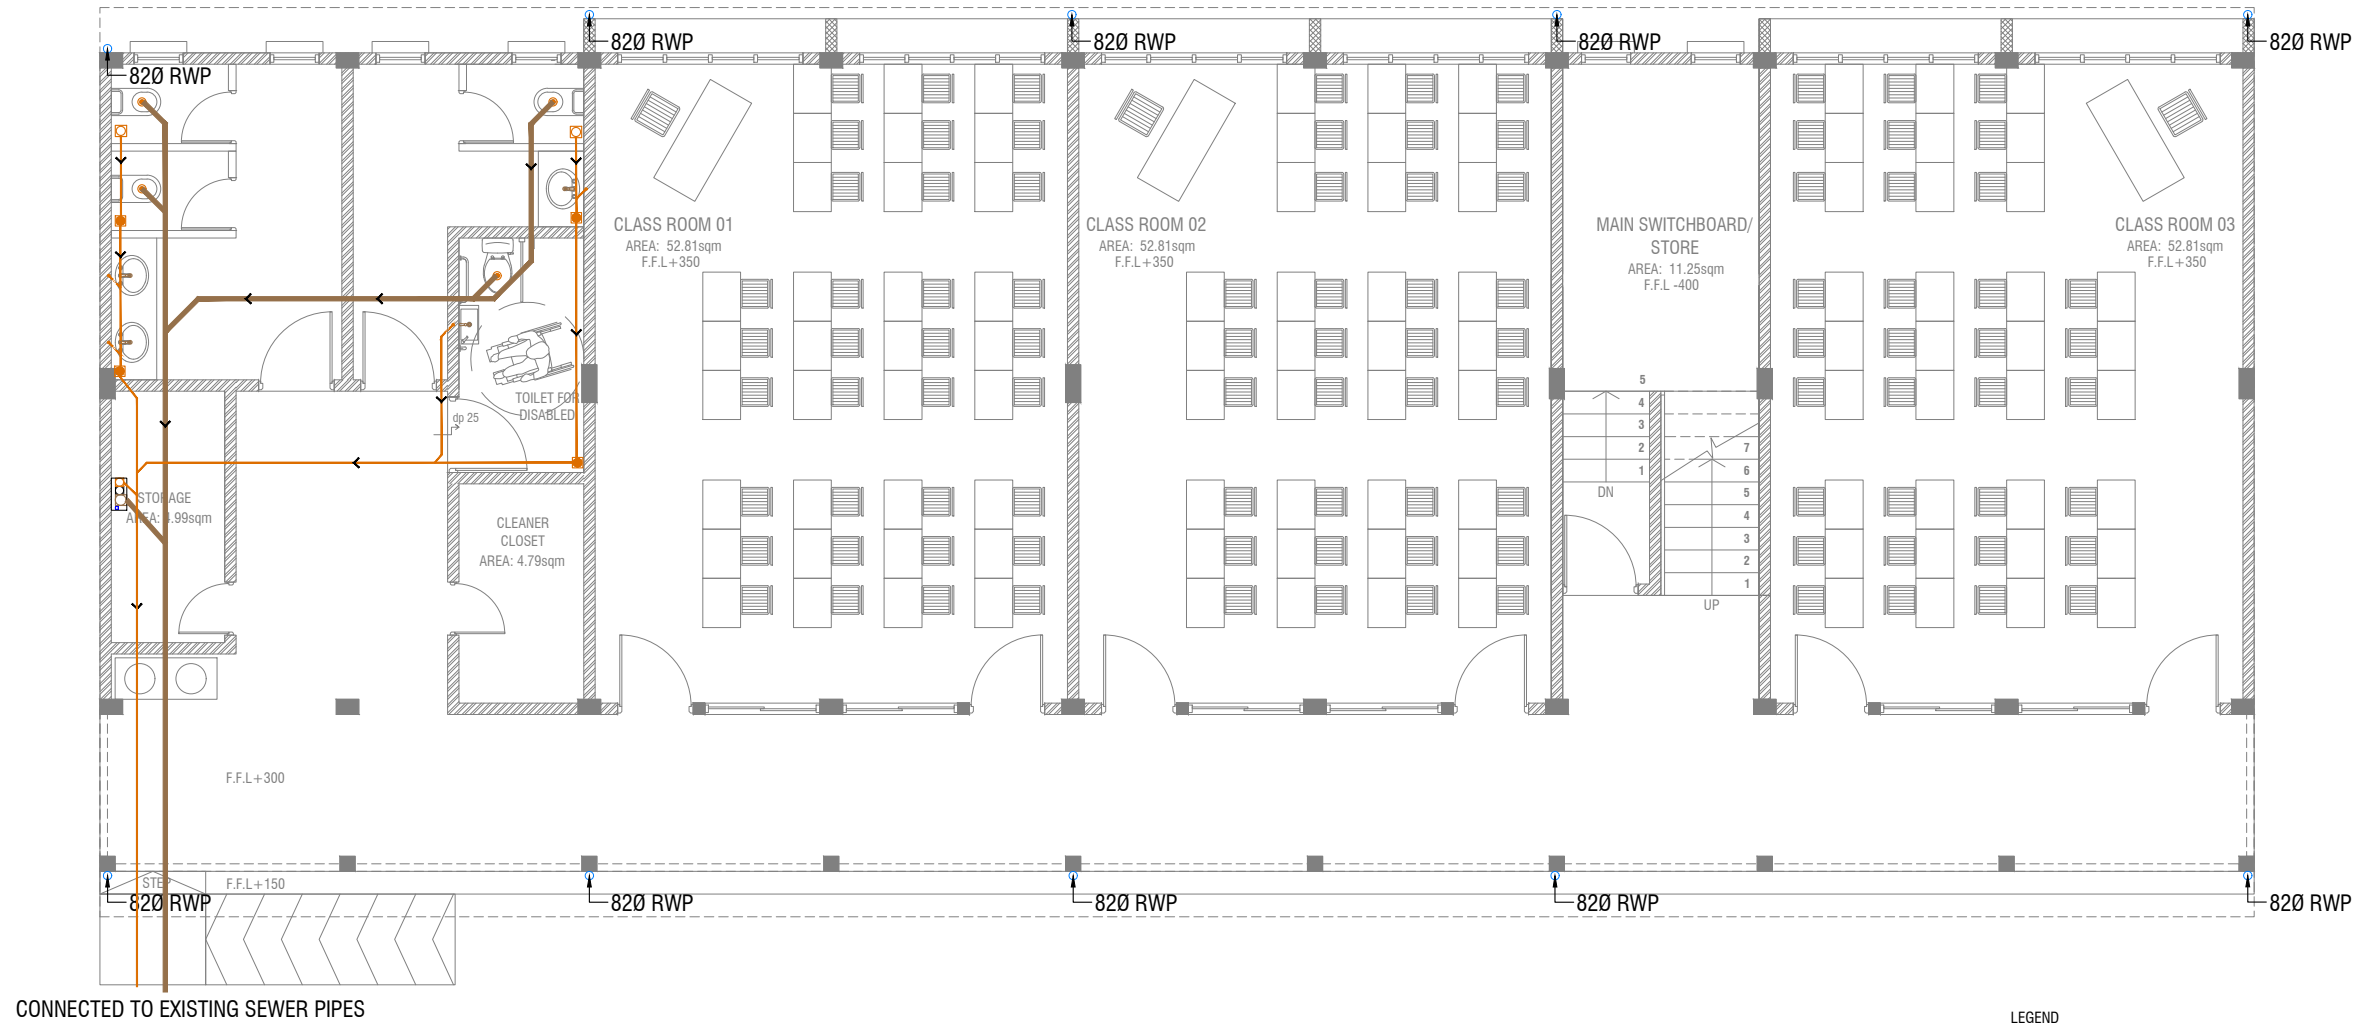 82Ø RWP
82Ø RWP
82Ø RWP
82Ø RWP
82Ø RWP
CLASS ROOM 01
AREA: 52.81sqm
F.F.L+350
CLASS ROOM 02
AREA: 52.81sqm
F.F.L+350
MAIN SWITCHBOARD/
STORE
AREA: 11.25sqm
F.F.L -400
CLASS ROOM 03
AREA: 52.81sqm
F.F.L+350
TOILET FOR
DISABLED
dp 25
5
4
3
2
1
DN
7
6
5
4
3
2
1
UP
STORAGE
AREA: 4.99sqm
CLEANER
CLOSET
AREA: 4.79sqm
F.F.L+300
STEP
F.F.L+150
82Ø RWP
82Ø RWP
82Ø RWP
82Ø RWP
82Ø RWP
CONNECTED TO EXISTING SEWER PIPES
LEGEND